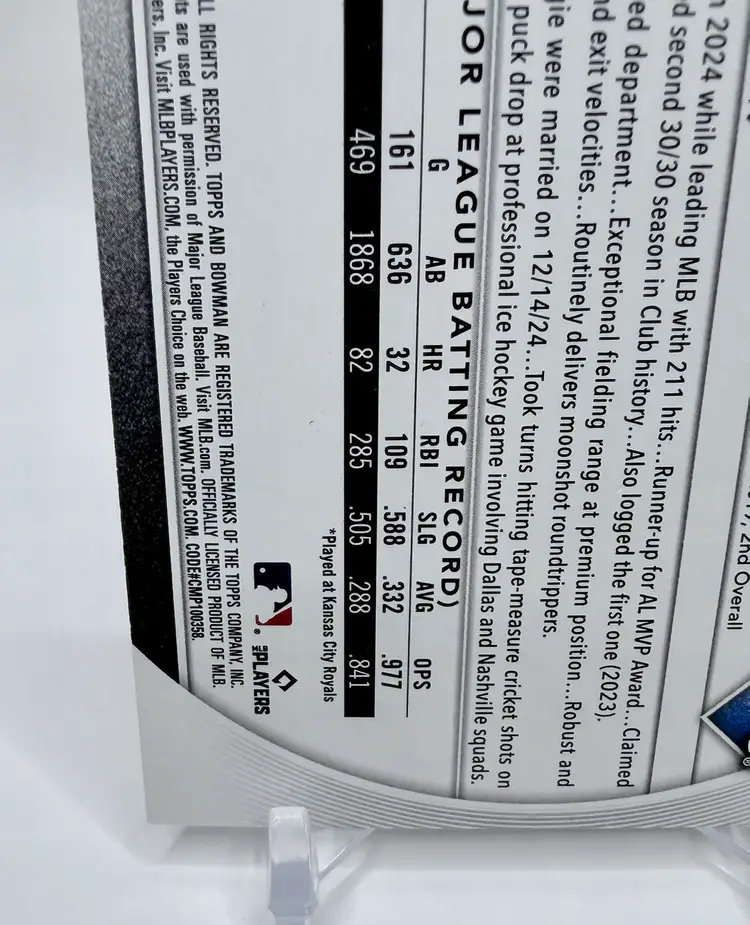 2nd Overall
2024 while leading MLB with 211 hits...Runner-up for AL MVP Award...Claimed
second 30/30 season in Club history...Also logged the first one (2023).
department...Exceptional fielding range at premium position...Robust and
exit velocities...Routinely delivers moonshot roundtrippers.
were married on 12/14/24...Took turns hitting tape-measure cricket shots on
puck drop at professional ice hockey game involving Dallas and Nashville squads.
JOR LEAGUE BATTING RECORD)
G AB HR RBI SLG AVG OPS
161 636 32 109 .588 .332 .977
469 1868 82 285 .505 .288 .841
*Played at Kansas City Royals
MLB PLAYERS
LL RIGHTS RESERVED. TOPPS AND BOWMAN ARE REGISTERED TRADEMARKS OF THE TOPPS COMPANY, INC.
ts are used with permission of Major League Baseball. Visit MLB.com. OFFICIALLY LICENSED PRODUCT OF MLB.
ers, Inc. Visit MLBPLAYERS.COM, the Players Choice on the web. WWW.TOPPS.COM. CODE#CMP100358.